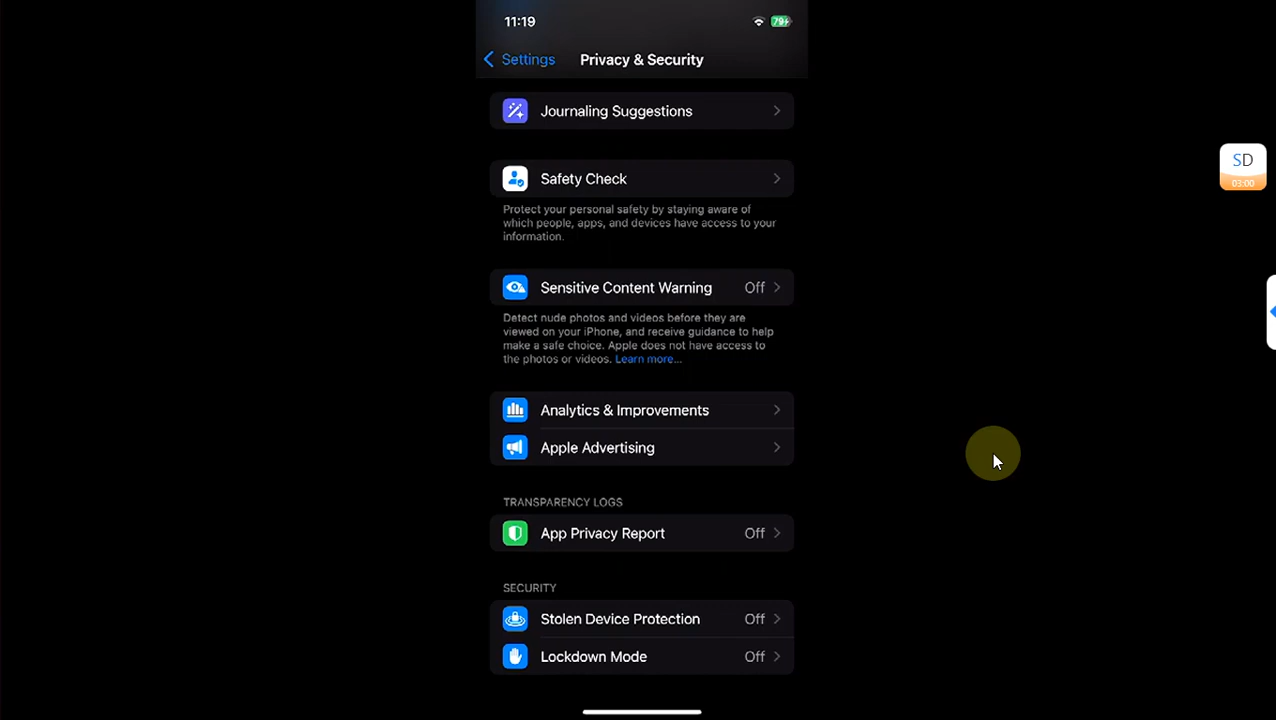 11:19
79
Settings
Privacy & Security
Journaling Suggestions
Safety Check
Protect your personal safety by staying aware of
which people, apps, and devices have access to your
information.
Sensitive Content Warning Off
Detect nude photos and videos before they are
viewed on your iPhone, and receive guidance to help
make a safe choice. Apple does not have access to
the photos or videos. Learn more...
Analytics & Improvements
Apple Advertising
TRANSPARENCY LOGS
App Privacy Report Off
SECURITY
Stolen Device Protection Off
Lockdown Mode Off
SD
03:00